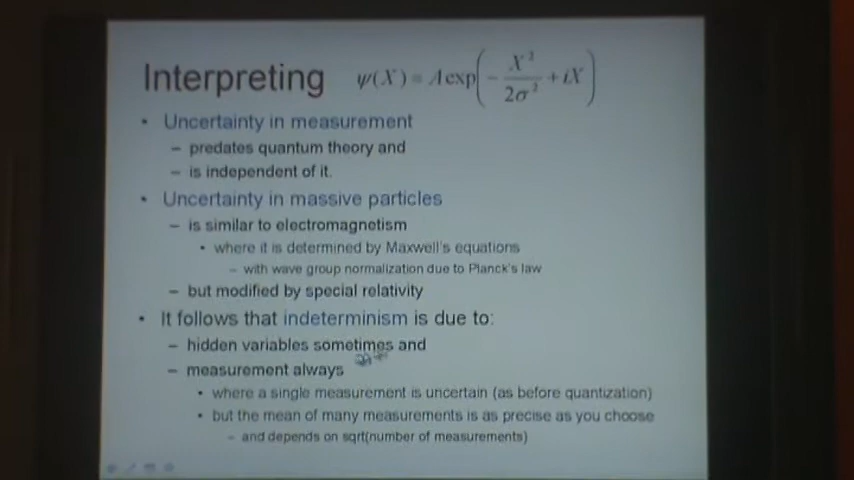 Interpreting ψ(X) = A exp(− X² / 2σ² + iX)
• Uncertainty in measurement
– predates quantum theory and
– is independent of it.
• Uncertainty in massive particles
– is similar to electromagnetism
• where it is determined by Maxwell's equations
– with wave group normalization due to Planck's law
– but modified by special relativity
• It follows that indeterminism is due to:
– hidden variables sometimes and
– measurement always
• where a single measurement is uncertain (as before quantization)
• but the mean of many measurements is as precise as you choose
– and depends on sqrt(number of measurements)